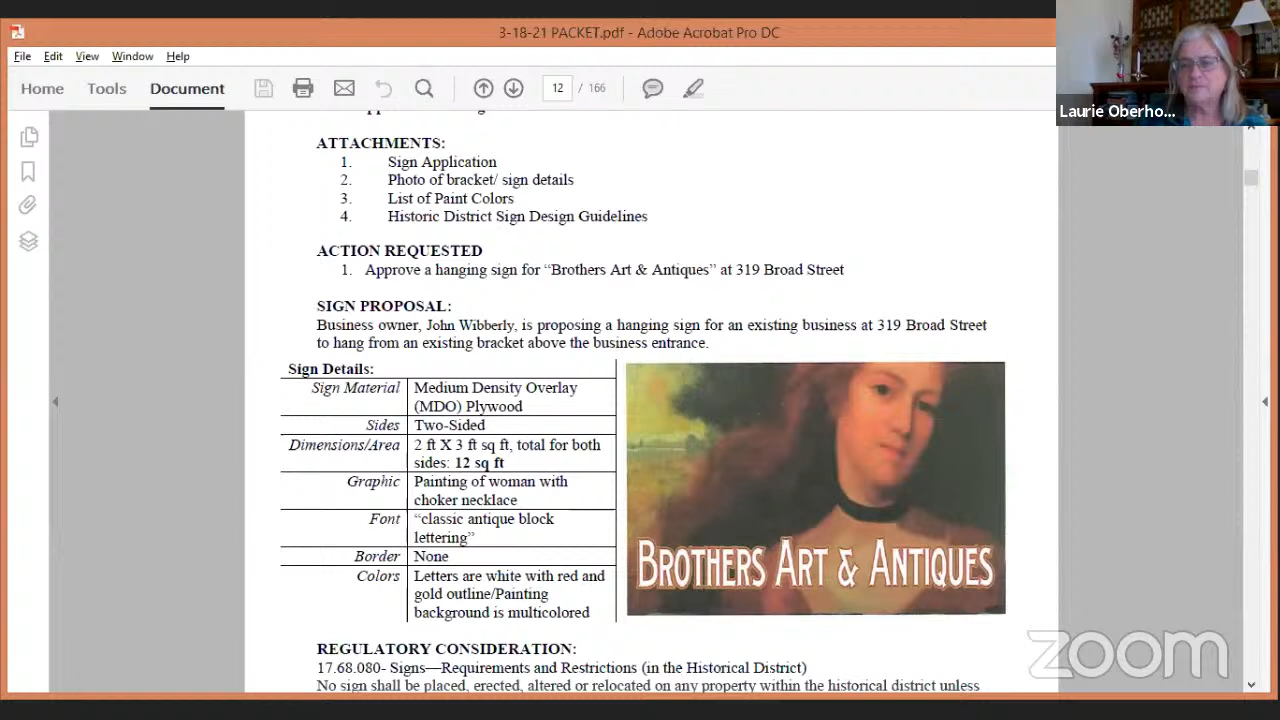 3-18-21 PACKET.pdf - Adobe Acrobat Pro DC
File Edit View Window Help
Home Tools Document 12 / 166
Laurie Oberho...
ATTACHMENTS:
1. Sign Application
2. Photo of bracket/ sign details
3. List of Paint Colors
4. Historic District Sign Design Guidelines
ACTION REQUESTED
1. Approve a hanging sign for “Brothers Art & Antiques” at 319 Broad Street
SIGN PROPOSAL:
Business owner, John Wibberly, is proposing a hanging sign for an existing business at 319 Broad Street
to hang from an existing bracket above the business entrance.
Sign Details:
Sign Material Medium Density Overlay
(MDO) Plywood
Sides Two-Sided
Dimensions/Area 2 ft X 3 ft sq ft, total for both
sides: 12 sq ft
Graphic Painting of woman with
choker necklace
Font “classic antique block
lettering”
Border None
Colors Letters are white with red and
gold outline/Painting
background is multicolored
BROTHERS ART & ANTIQUES
REGULATORY CONSIDERATION:
17.68.080- Signs—Requirements and Restrictions (in the Historical District)
No sign shall be placed, erected, altered or relocated on any property within the historical district unless
zoom